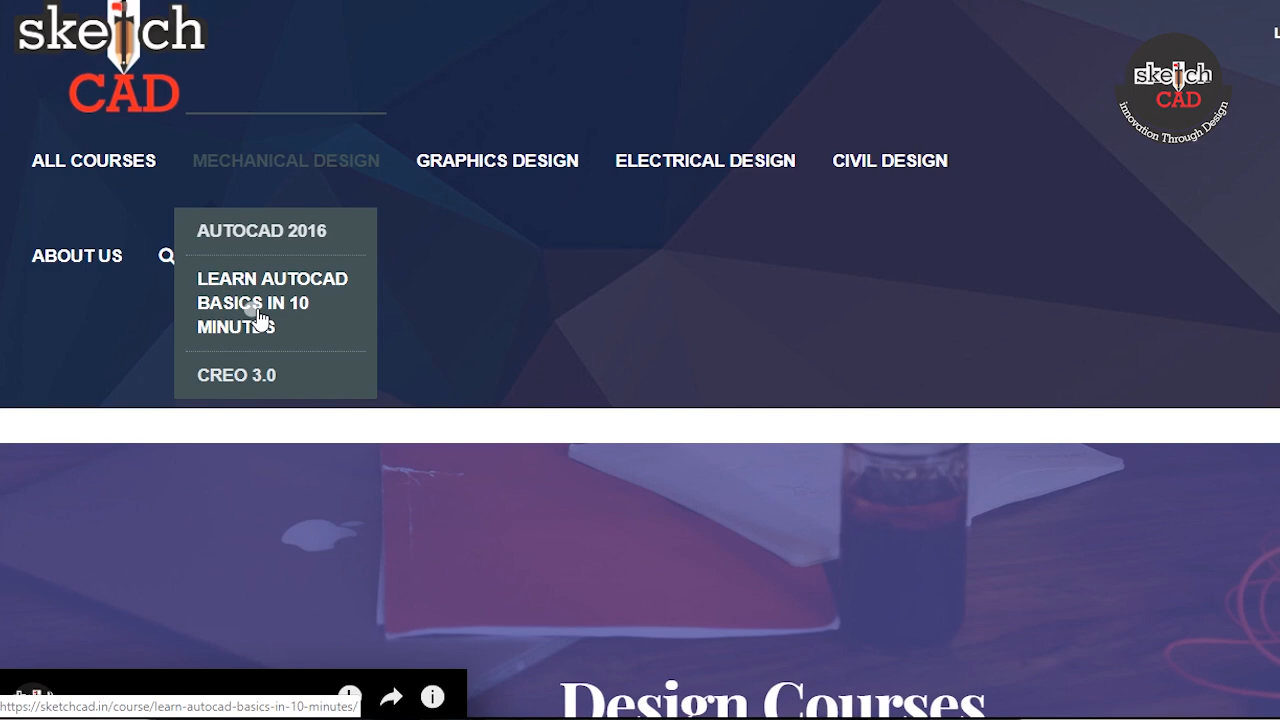 sketch
CAD
L
sketch
CAD
innovation Through Design
ALL COURSES MECHANICAL DESIGN GRAPHICS DESIGN ELECTRICAL DESIGN CIVIL DESIGN
AUTOCAD 2016
ABOUT US
LEARN AUTOCAD
BASICS IN 10
MINUTES
CREO 3.0
Design Courses
https://sketchcad.in/course/learn-autocad-basics-in-10-minutes/